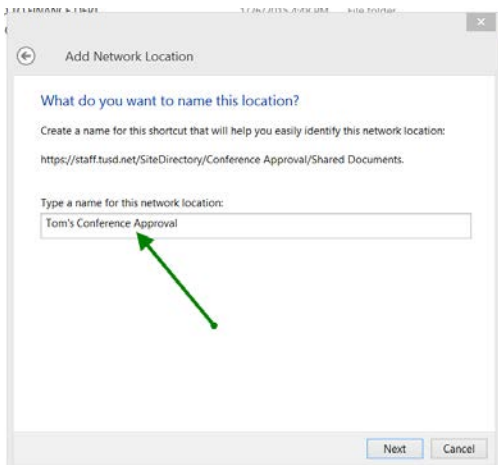 File folder
Add Network Location
What do you want to name this location?
Create a name for this shortcut that will help you easily identify this network location:
https://staff.tusd.net/SiteDirectory/Conference Approval/Shared Documents.
Type a name for this network location:
Tom's Conference Approval
Next
Cancel